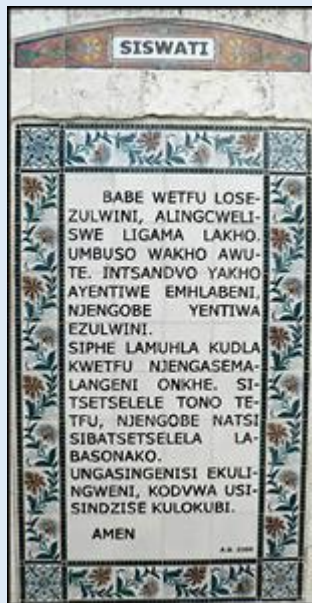 SISWATI
BABE WETFU LOSE-
ZULWINI, ALINGCWELI-
SWE LIGAMA LAKHO.
UMBUSO WAKHO AWU-
TE. INTSANDVO YAKHO
AYENTIWE EMHLABENI,
NJENGOBE YENTIWA
EZULWINI.
SIPHE LAMUHLA KUDLA
KWETFU NJENGASEMA-
LANGENI ONKHE. SI-
TSETSELELE TONO TE-
TFU, NJENGOBE NATSI
SIBATSETSELELA LA-
BASONAKO.
UNGASINGENISI EKULI-
NGWENI, KODVWA USI-
SINDZISE KULOKUBI.
AMEN